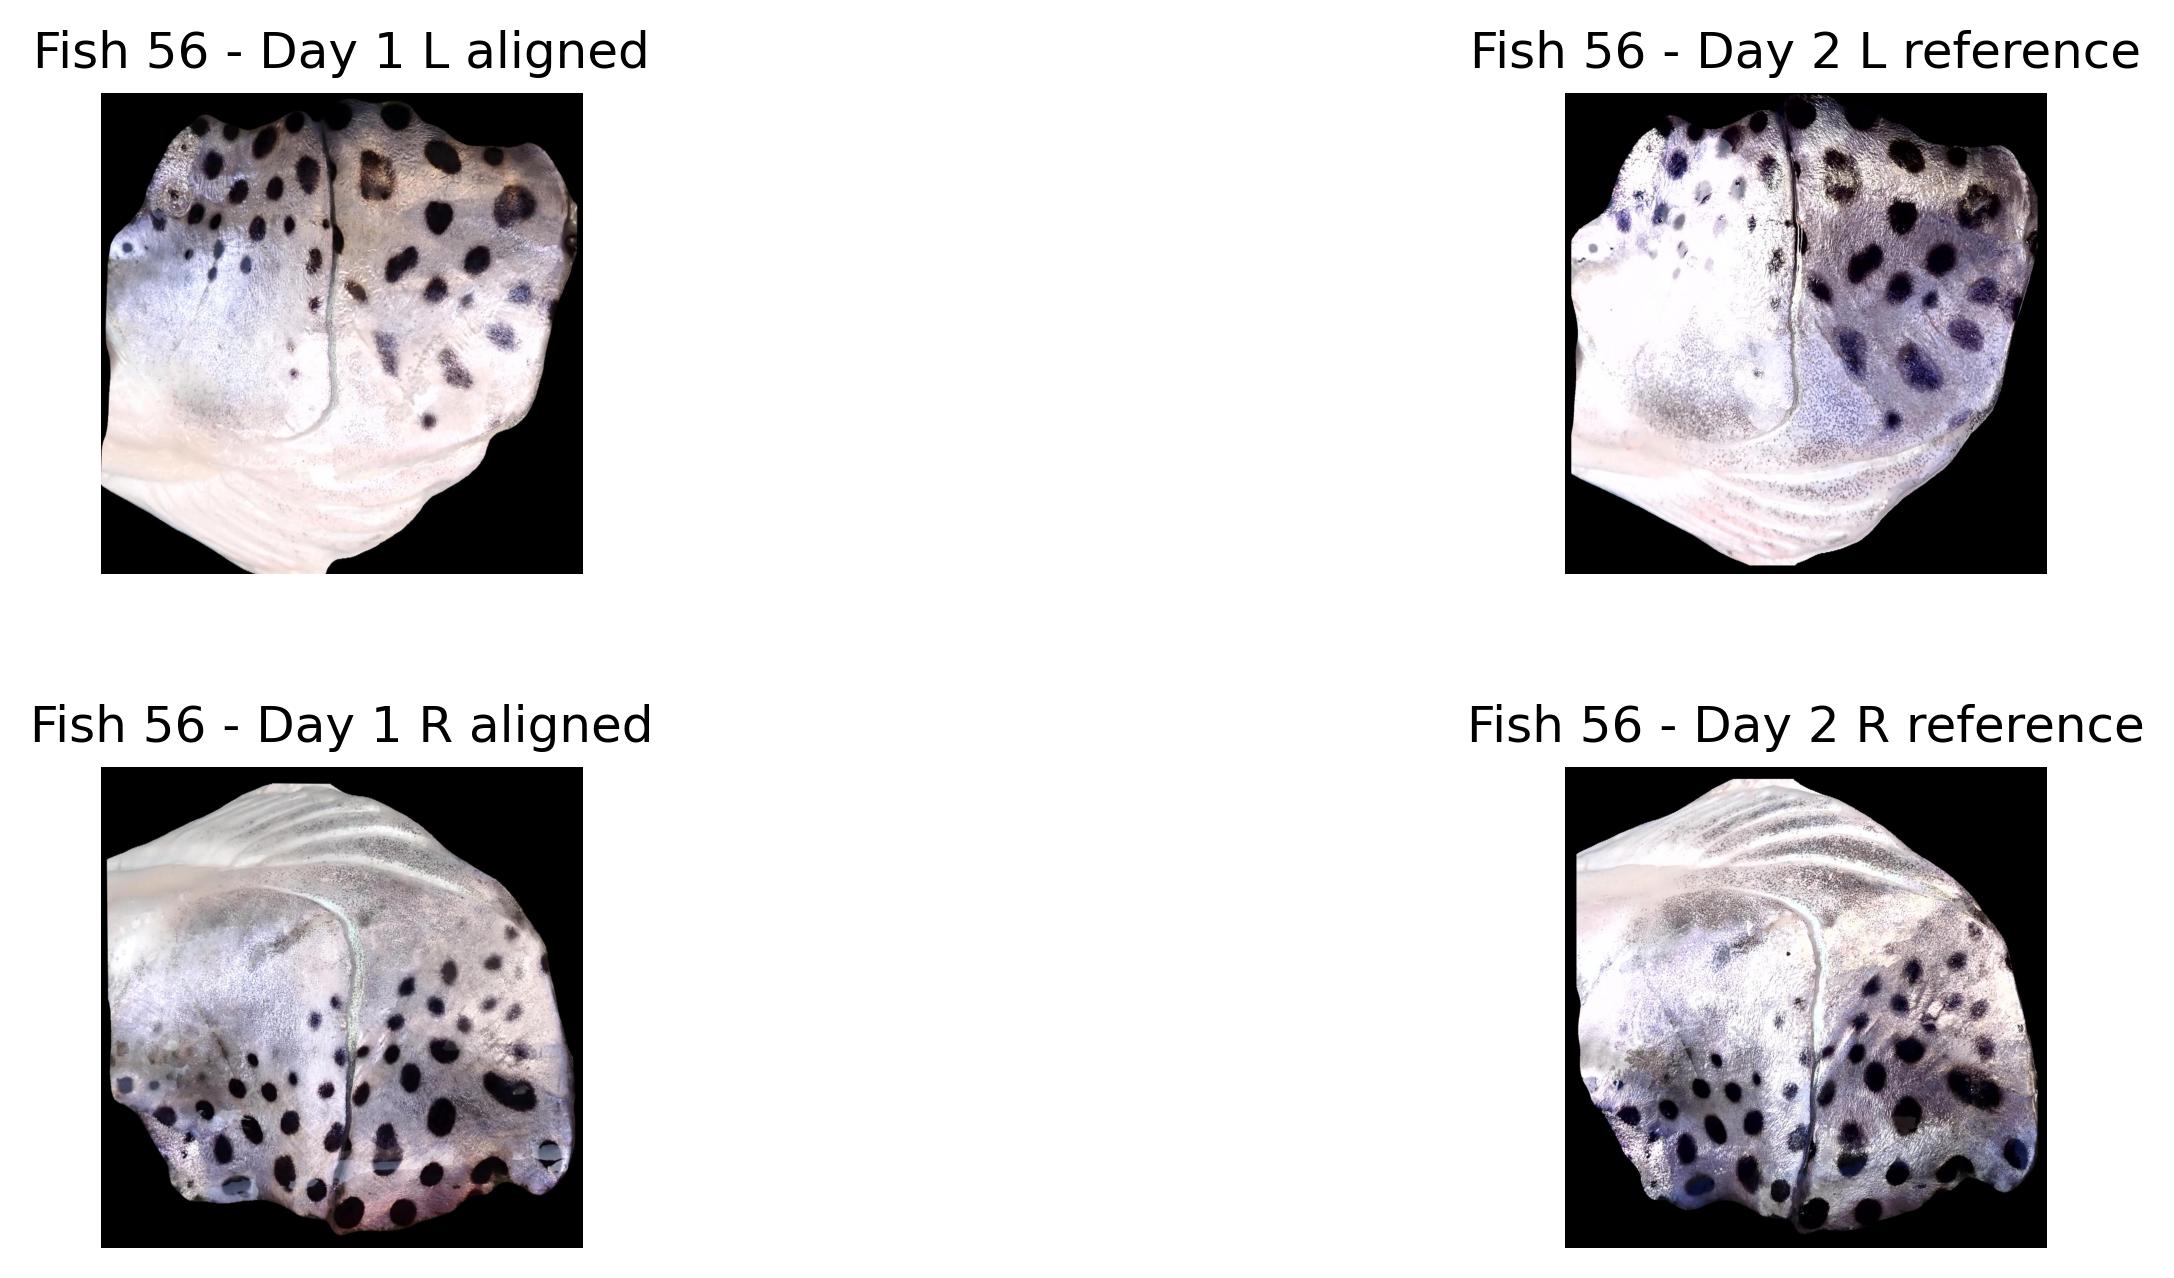 Fish 56 - Day 1 L aligned
Fish 56 - Day 2 L reference
Fish 56 - Day 1 R aligned
Fish 56 - Day 2 R reference